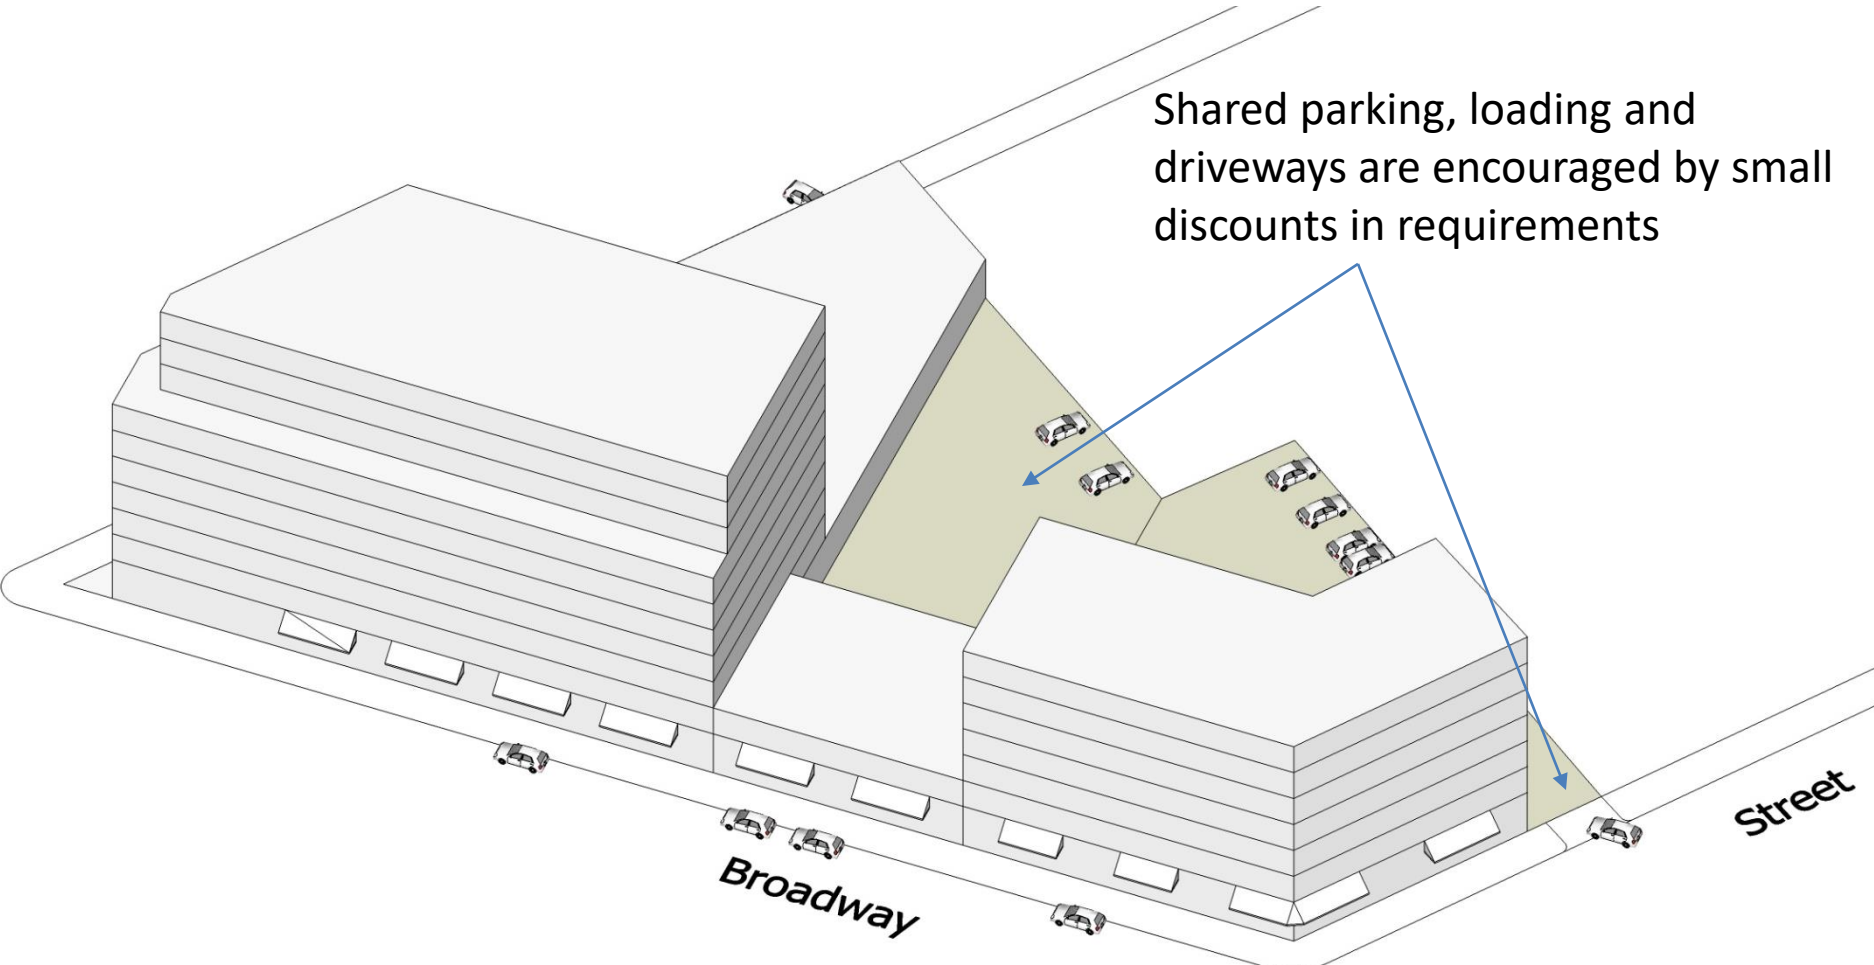 Shared parking, loading and
driveways are encouraged by small
discounts in requirements
Street
Broadway